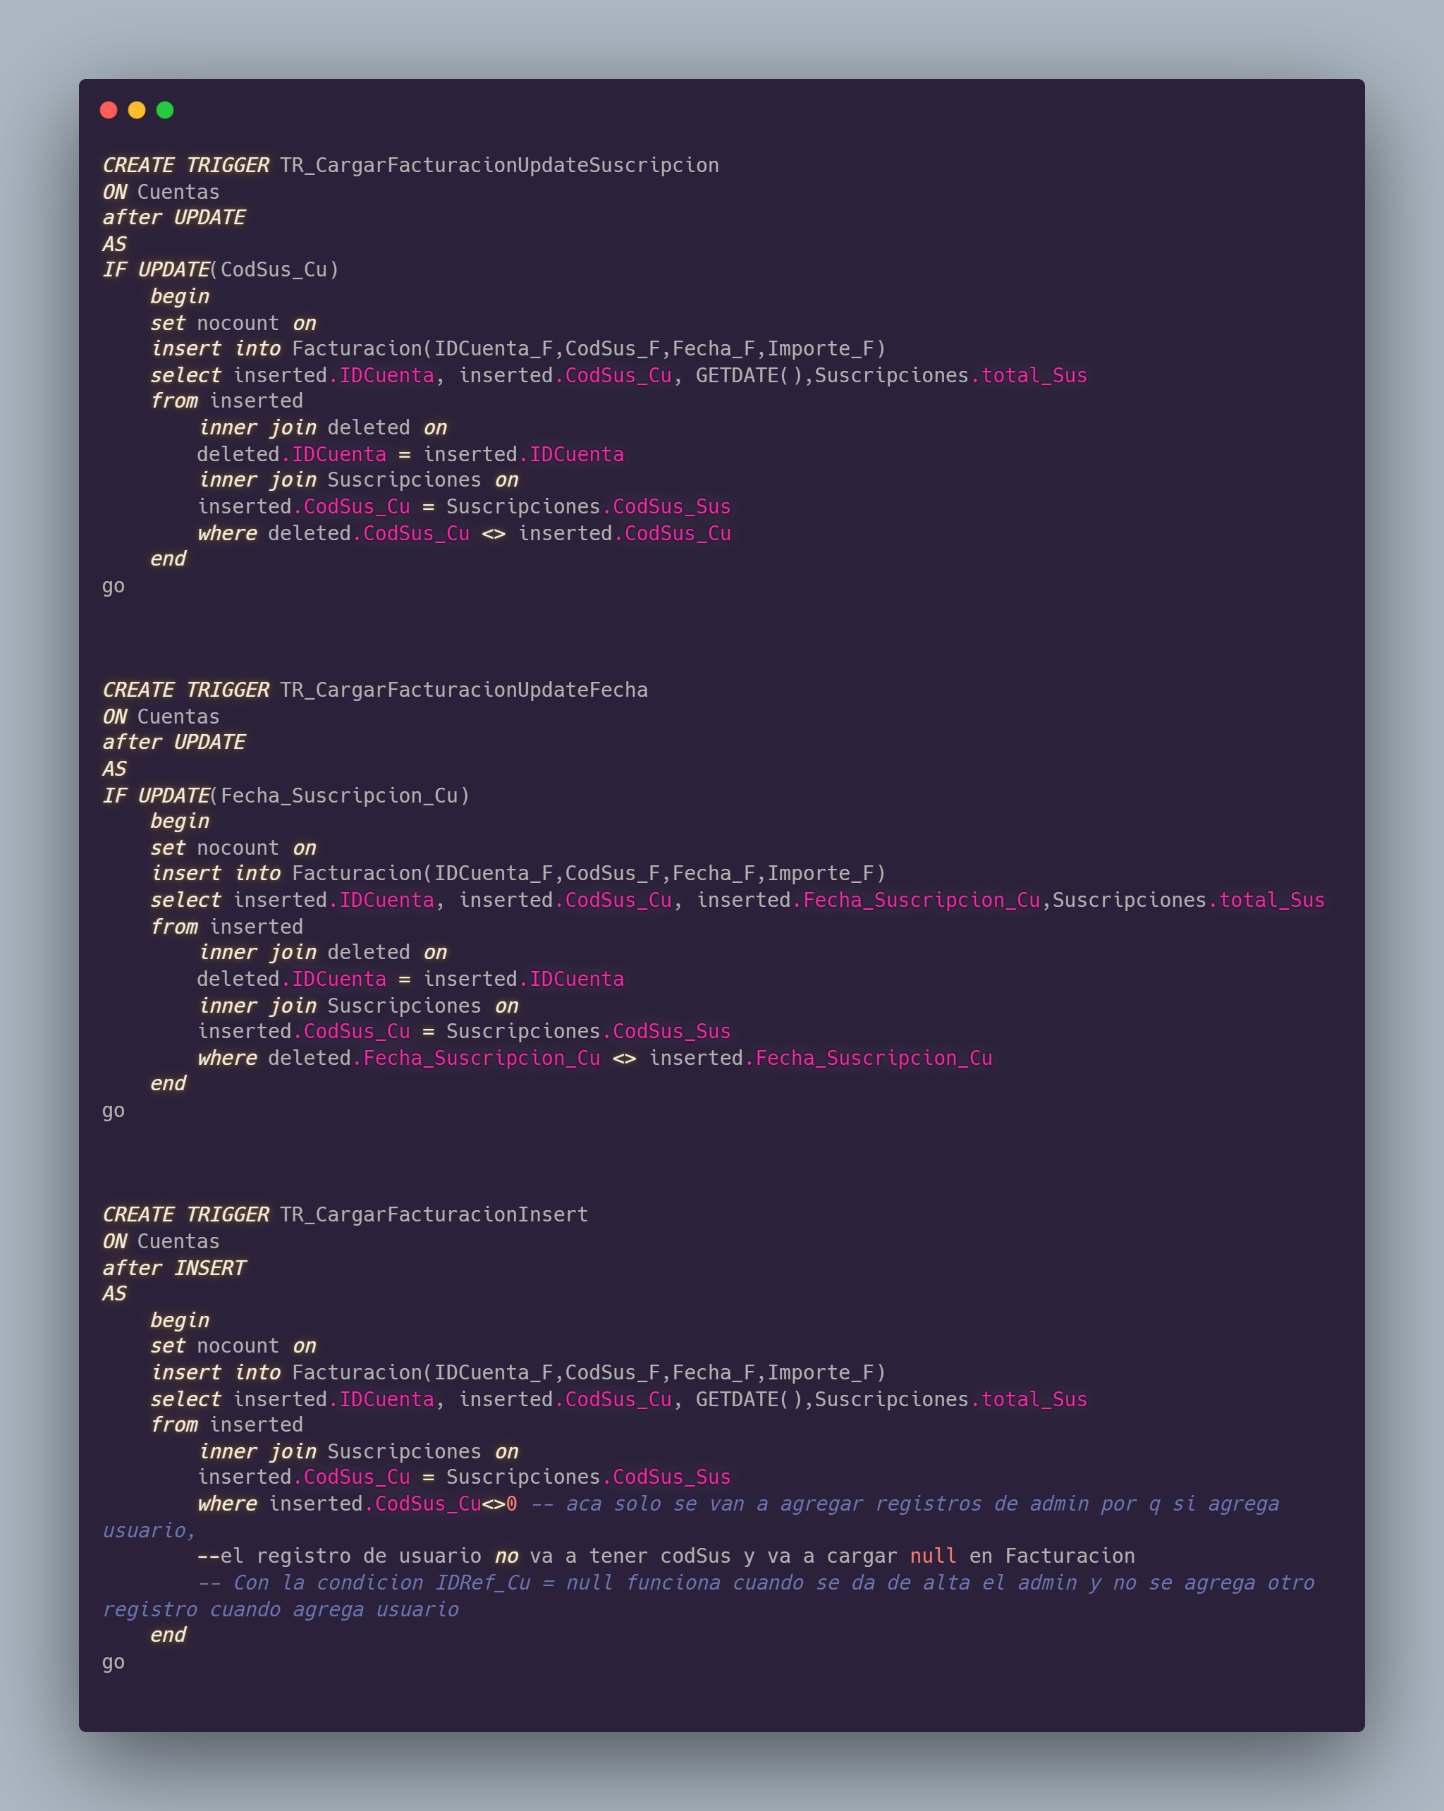 CREATE TRIGGER TR_CargarFacturacionUpdateSuscripcion
ON Cuentas
after UPDATE
AS
IF UPDATE(CodSus_Cu)
    begin
    set nocount on
    insert into Facturacion(IDCuenta_F,CodSus_F,Fecha_F,Importe_F)
    select inserted.IDCuenta, inserted.CodSus_Cu, GETDATE(),Suscripciones.total_Sus
    from inserted
        inner join deleted on
        deleted.IDCuenta = inserted.IDCuenta
        inner join Suscripciones on
        inserted.CodSus_Cu = Suscripciones.CodSus_Sus
        where deleted.CodSus_Cu <> inserted.CodSus_Cu
    end
go
CREATE TRIGGER TR_CargarFacturacionUpdateFecha
ON Cuentas
after UPDATE
AS
IF UPDATE(Fecha_Suscripcion_Cu)
    begin
    set nocount on
    insert into Facturacion(IDCuenta_F,CodSus_F,Fecha_F,Importe_F)
    select inserted.IDCuenta, inserted.CodSus_Cu, inserted.Fecha_Suscripcion_Cu,Suscripciones.total_Sus
    from inserted
        inner join deleted on
        deleted.IDCuenta = inserted.IDCuenta
        inner join Suscripciones on
        inserted.CodSus_Cu = Suscripciones.CodSus_Sus
        where deleted.Fecha_Suscripcion_Cu <> inserted.Fecha_Suscripcion_Cu
    end
go
CREATE TRIGGER TR_CargarFacturacionInsert
ON Cuentas
after INSERT
AS
    begin
    set nocount on
    insert into Facturacion(IDCuenta_F,CodSus_F,Fecha_F,Importe_F)
    select inserted.IDCuenta, inserted.CodSus_Cu, GETDATE(),Suscripciones.total_Sus
    from inserted
        inner join Suscripciones on
        inserted.CodSus_Cu = Suscripciones.CodSus_Sus
        where inserted.CodSus_Cu<>0 -- aca solo se van a agregar registros de admin por q si agrega
usuario,
        --el registro de usuario no va a tener codSus y va a cargar null en Facturacion
        -- Con la condicion IDRef_Cu = null funciona cuando se da de alta el admin y no se agrega otro
registro cuando agrega usuario
    end
go